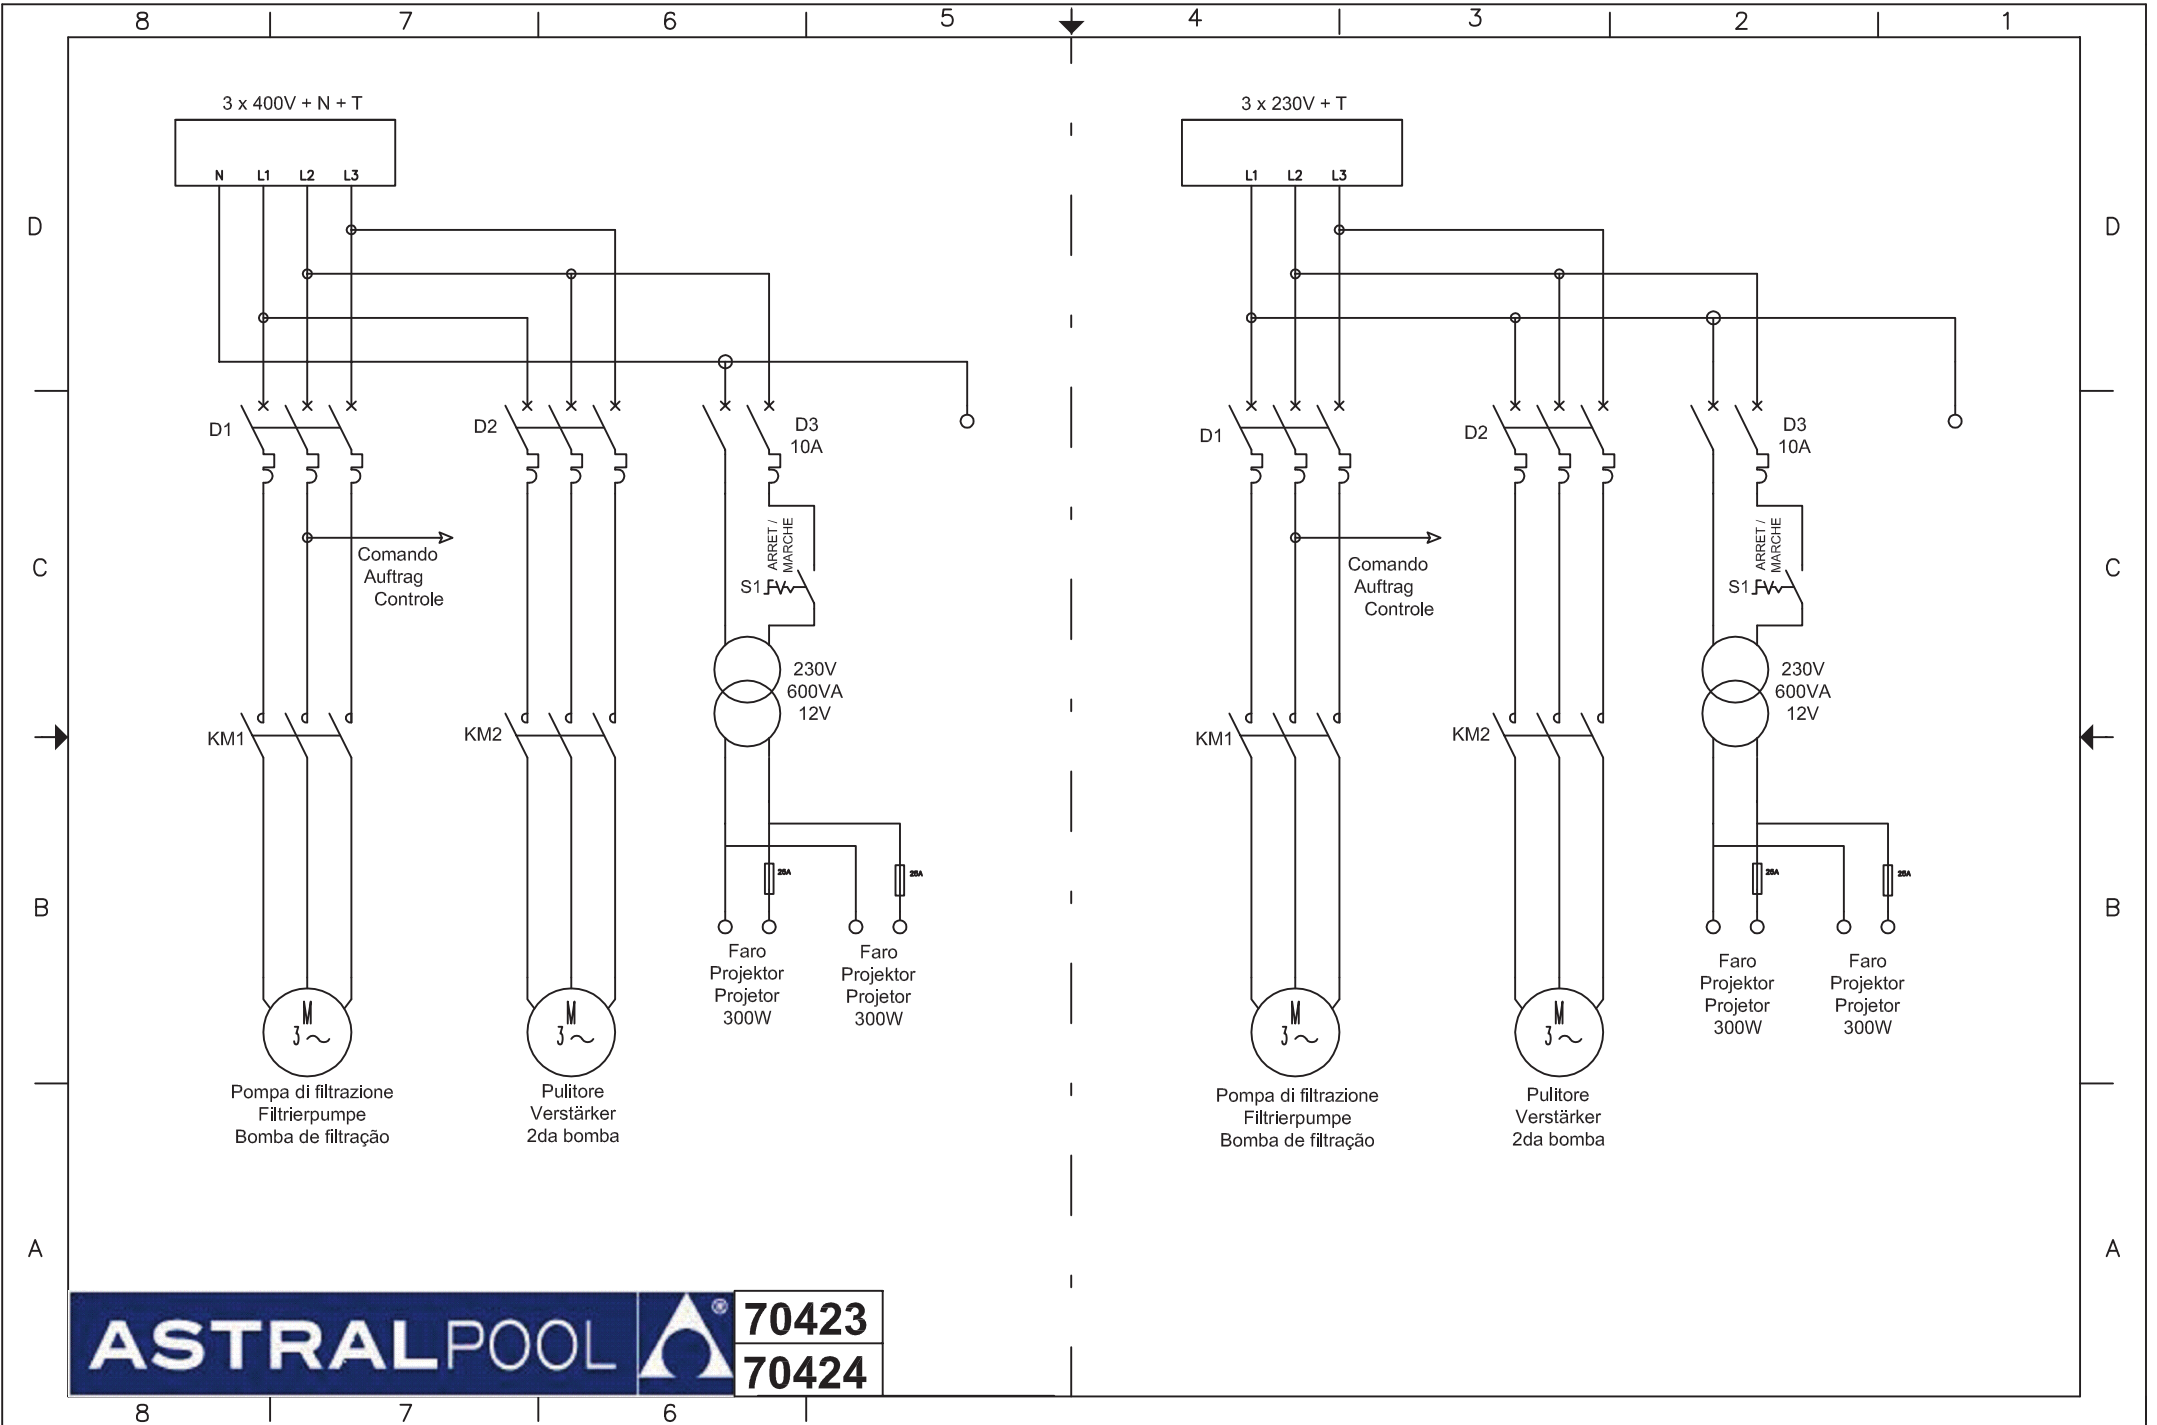 8 7 6 5 4 3 2 1
3 x 400V + N + T
N L1 L2 L3
D
D1
D2
D3
10A
C
Comando
Auftrag
Controle
ARRET /
MARCHE
S1
230V
600VA
12V
KM1
KM2
25A
25A
B
Faro
Projektor
Projetor
300W
Faro
Projektor
Projetor
300W
M
3~
M
3~
Pompa di filtrazione
Filtrierpumpe
Bomba de filtração
Pulitore
Verstärker
2da bomba
A
3 x 230V + T
L1 L2 L3
D
D1
D2
D3
10A
C
Comando
Auftrag
Controle
ARRET /
MARCHE
S1
230V
600VA
12V
KM1
KM2
25A
25A
B
Faro
Projektor
Projetor
300W
Faro
Projektor
Projetor
300W
M
3~
M
3~
Pompa di filtrazione
Filtrierpumpe
Bomba de filtração
Pulitore
Verstärker
2da bomba
A
ASTRALPOOL ®
70423
70424
8 7 6